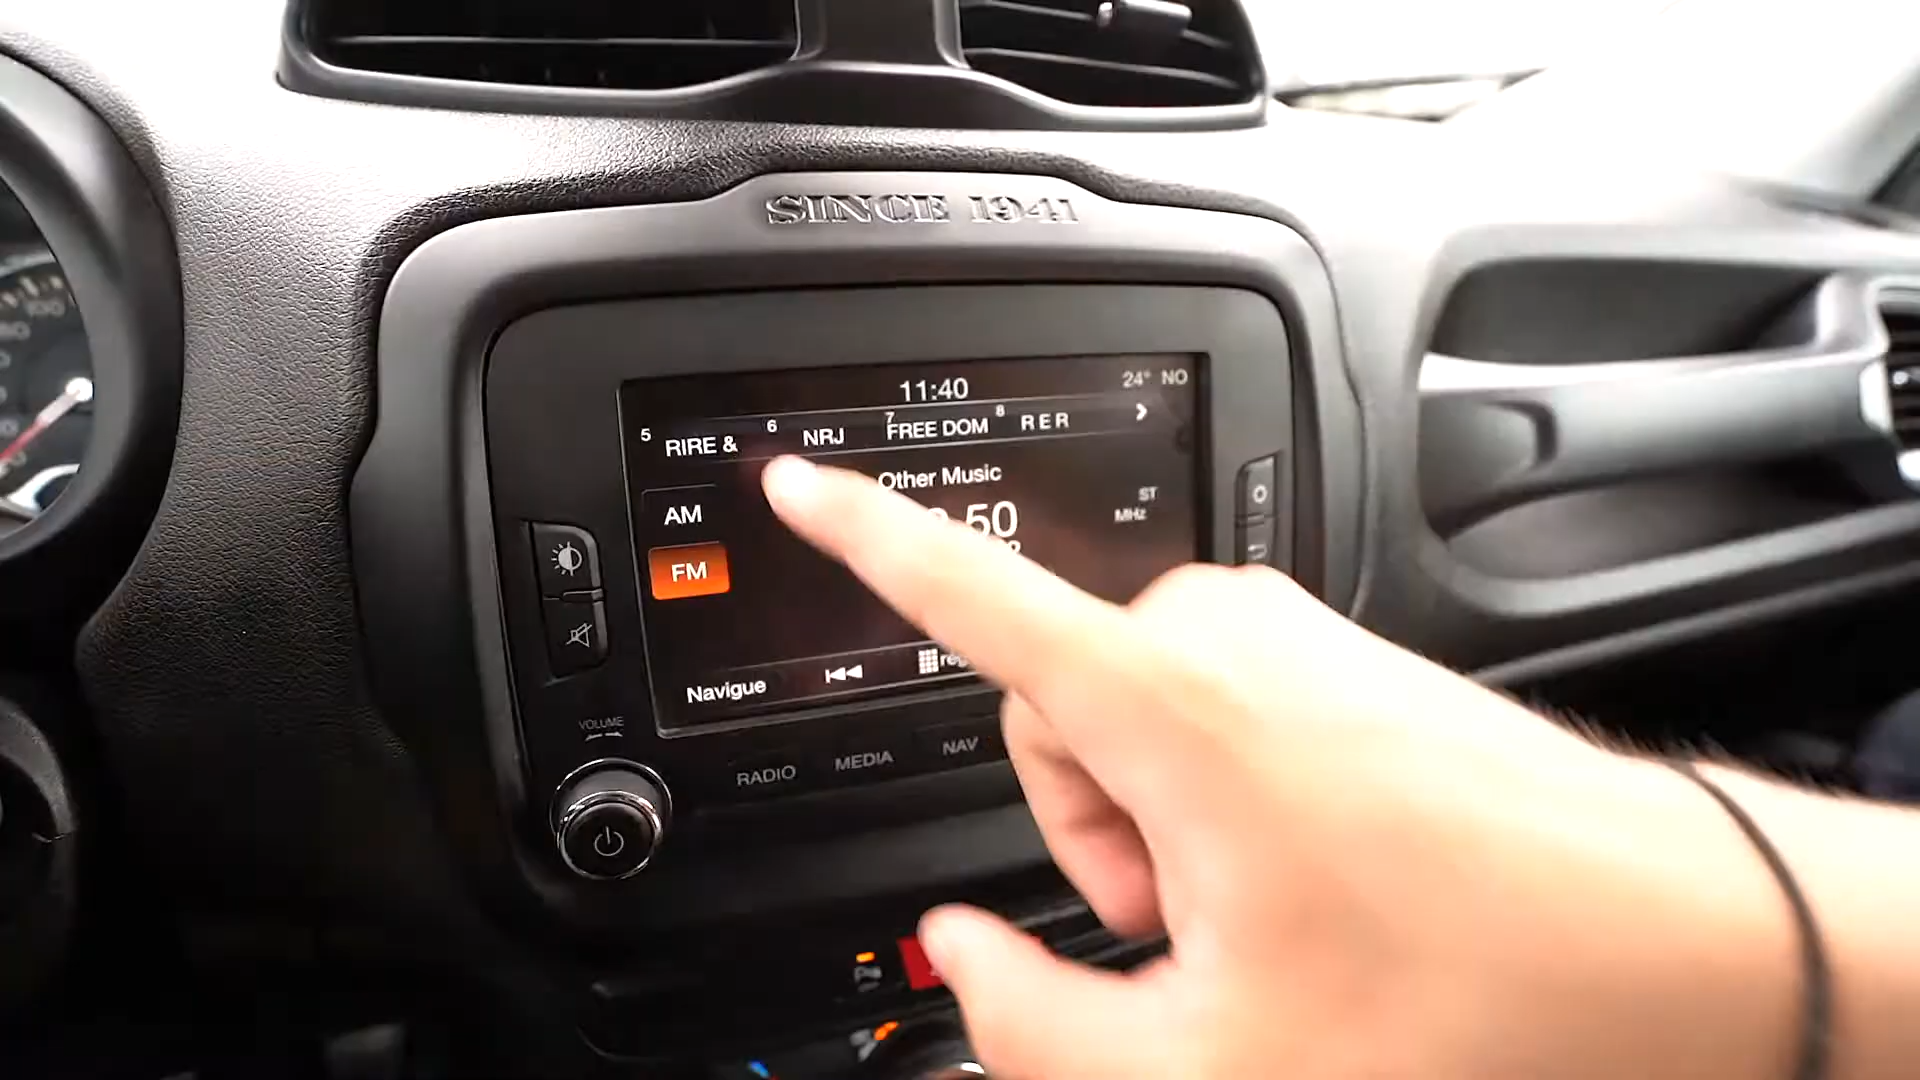 SINCE 1941
11:40
24° NO
5 RIRE & 6 NRJ 7 FREE DOM 8 R E R
Other Music
AM
ST
50
MHz
FM
Navigue
VOLUME
RADIO MEDIA NAV
100